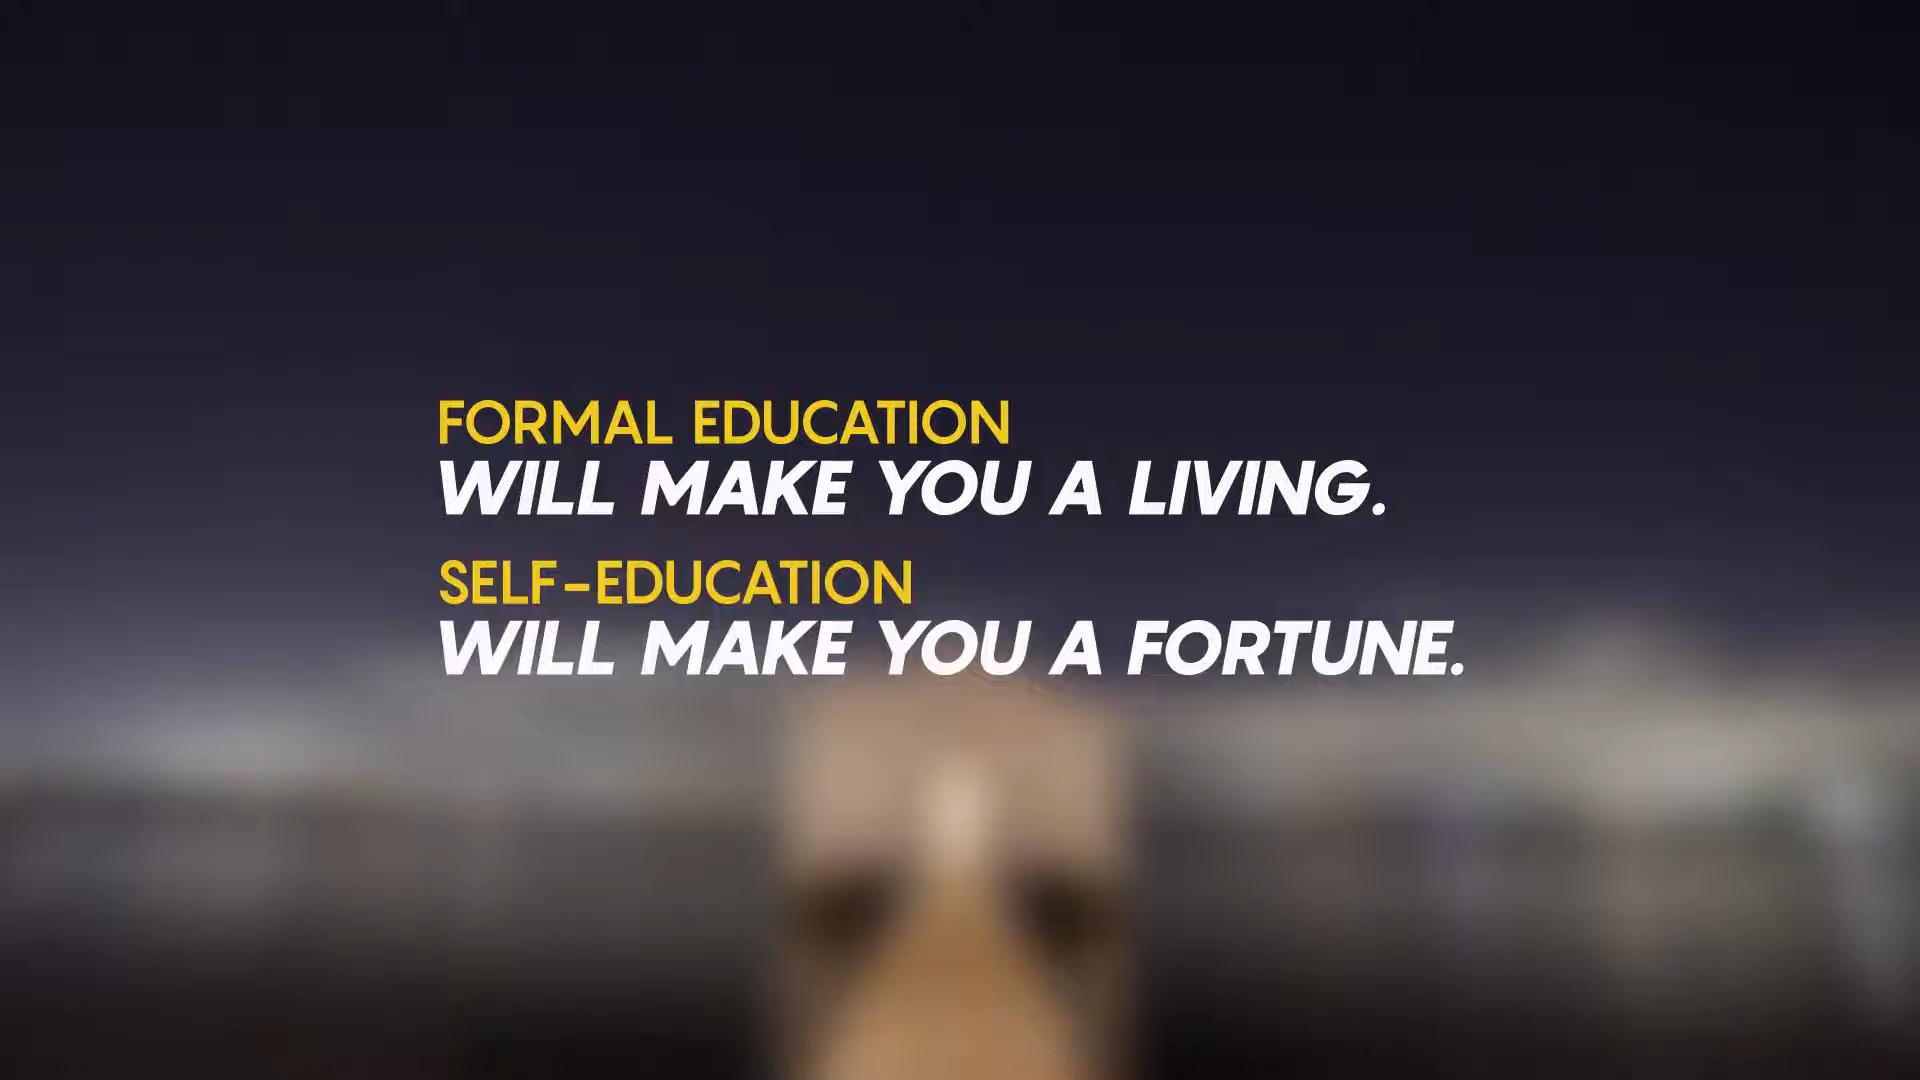 FORMAL EDUCATION
WILL MAKE YOU A LIVING.
SELF-EDUCATION
WILL MAKE YOU A FORTUNE.